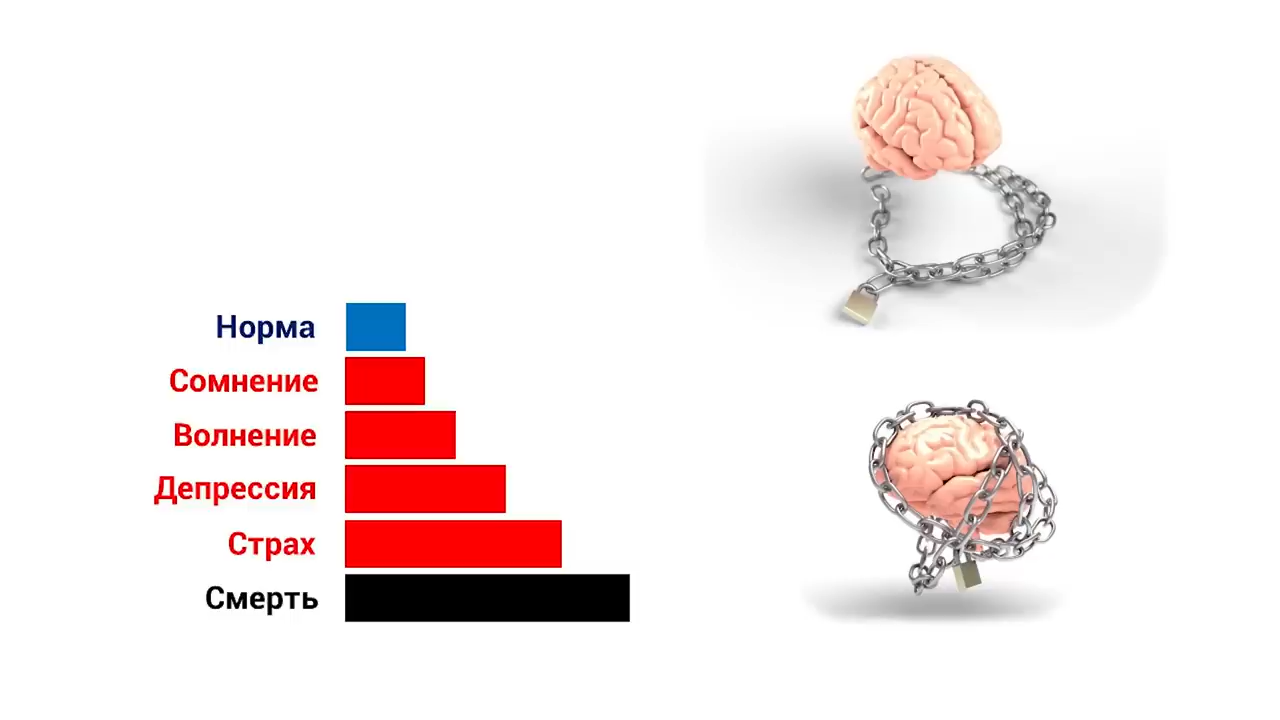 Норма
Сомнение
Волнение
Депрессия
Страх
Смерть